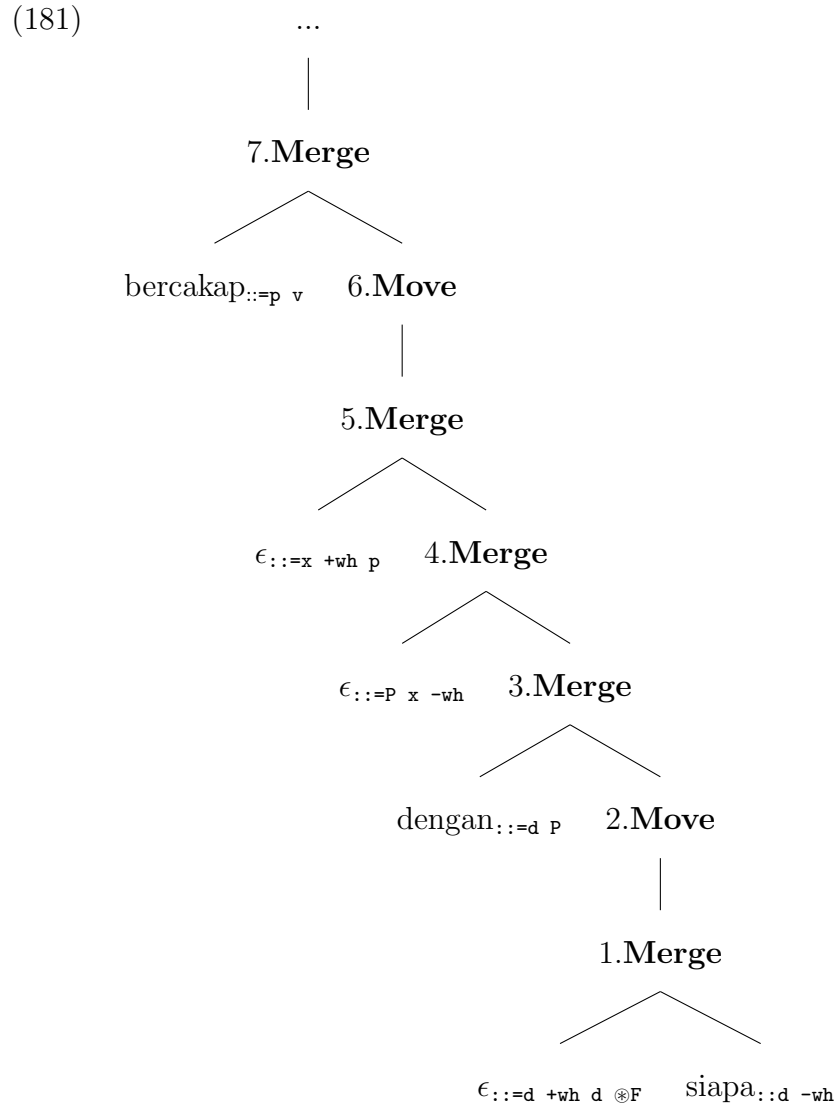 (181) ...
7.Merge
bercakap::=p v 6.Move
5.Merge
ϵ::=x +wh p 4.Merge
ϵ::=P x -wh 3.Merge
dengan::=d P 2.Move
1.Merge
ϵ::=d +wh d ⊛F siapa::d -wh